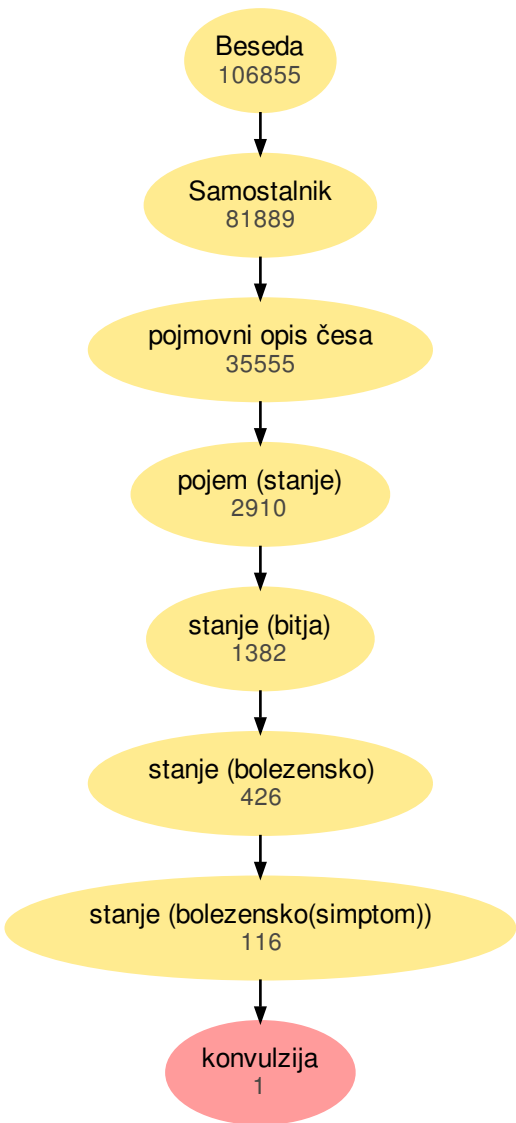 Beseda
106855
Samostalnik
81889
pojmovni opis česa
35555
pojem (stanje)
2910
stanje (bitja)
1382
stanje (bolezensko)
426
stanje (bolezensko(simptom))
116
konvulzija
1